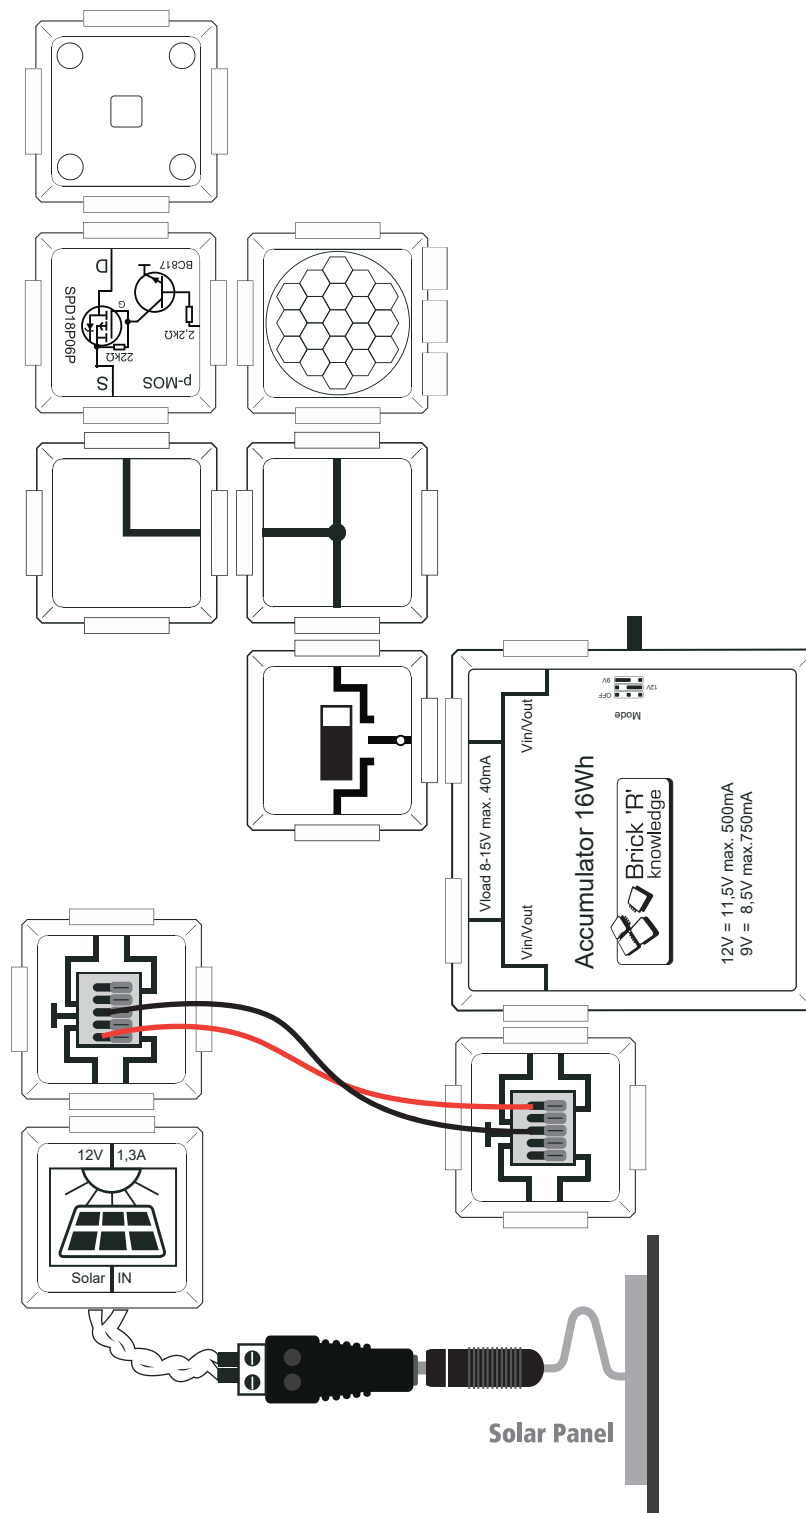 D
BC817
SPD18P06P
G
2,2kΩ
22kΩ
S
p-MOS
9V
12V
OFF
Mode
Vin/Vout
Vload 8-15V max. 40mA
Vin/Vout
Accumulator 16Wh
Brick 'R'
knowledge
12V = 11,5V max. 500mA
9V = 8,5V max.750mA
12V 1,3A
Solar IN
Solar Panel